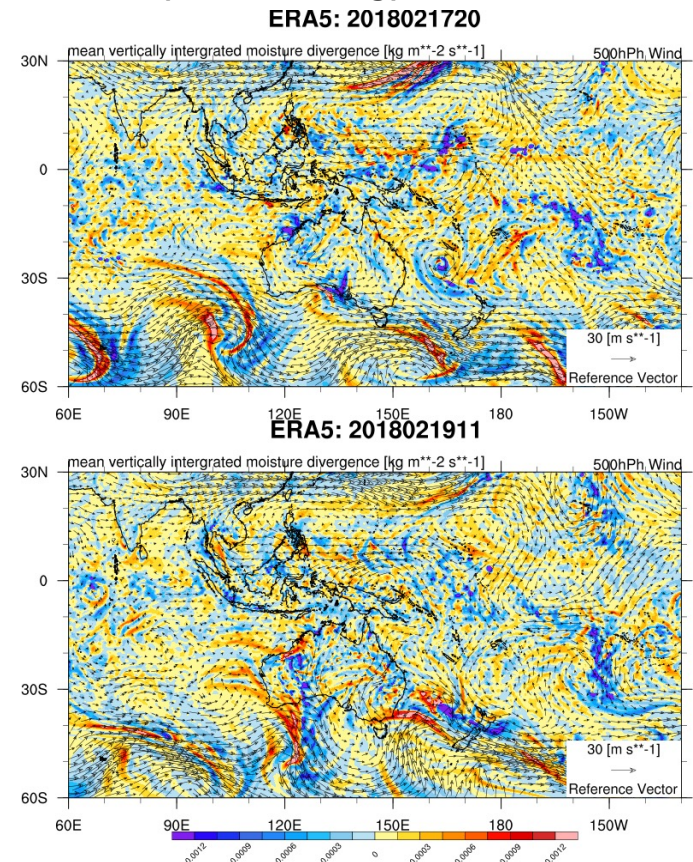 ERA5: 2018021720
mean vertically intergrated moisture divergence [kg m**-2 s**-1] 500hPh Wind
30N
0
30S
60S
30 [m s**-1]
Reference Vector
60E 90E 120E 150E 180 150W
ERA5: 2018021911
mean vertically intergrated moisture divergence [kg m**-2 s**-1] 500hPh Wind
30N
0
30S
60S
30 [m s**-1]
Reference Vector
60E 90E 120E 150E 180 150W
0.0012 0.0009 0.0006 0.0003 0 0.0003 0.0006 0.0009 0.0012